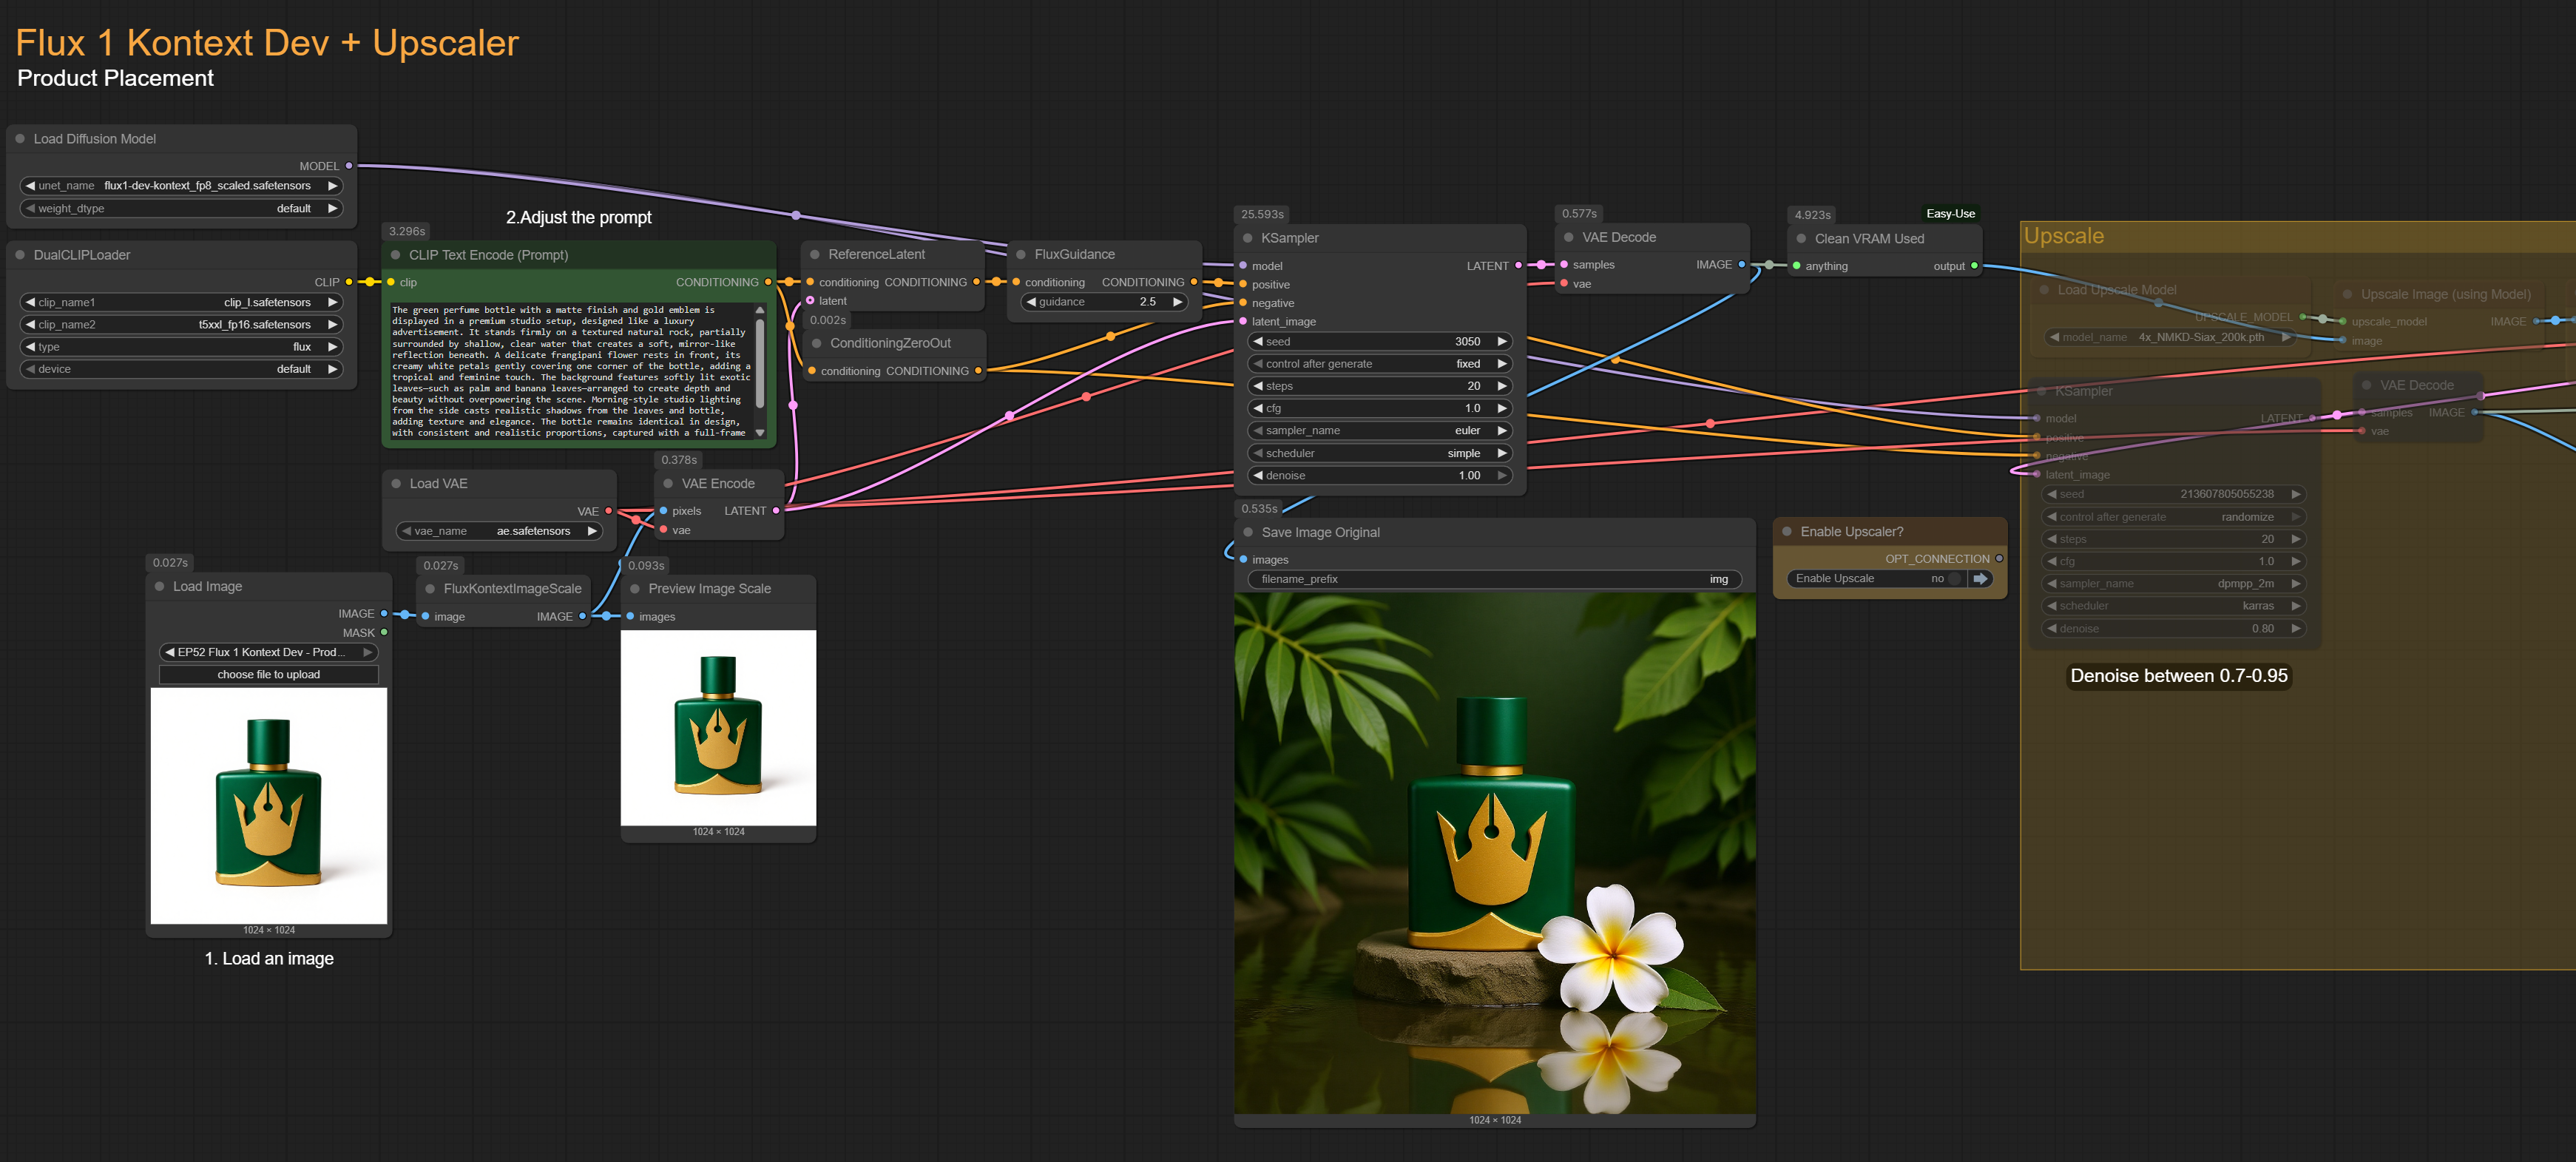 Flux 1 Kontext Dev + Upscaler
Product Placement
Load Diffusion Model
MODEL
unet_name flux1-dev-kontext_fp8_scaled.safetensors
weight_dtype default
DualCLIPLoader
CLIP
clip_name1 clip_l.safetensors
clip_name2 t5xxl_fp16.safetensors
type flux
device default
2.Adjust the prompt
3.296s
CLIP Text Encode (Prompt)
clip CONDITIONING
The green perfume bottle with a matte finish and gold emblem is
displayed in a premium studio setup, designed like a luxury
advertisement. It stands firmly on a textured natural rock, partially
surrounded by shallow, clear water that creates a soft, mirror-like
reflection beneath. A delicate frangipani flower rests in front, its
creamy white petals gently covering one corner of the bottle, adding a
tropical and feminine touch. The background features softly lit exotic
leaves—such as palm and banana leaves—arranged to create depth and
beauty without overpowering the scene. Morning-style studio lighting
from the side casts realistic shadows from the leaves and bottle,
adding texture and elegance. The bottle remains identical in design,
with consistent and realistic proportions, captured with a full-frame
ReferenceLatent
conditioning CONDITIONING
latent
0.002s
ConditioningZeroOut
conditioning CONDITIONING
FluxGuidance
conditioning CONDITIONING
guidance 2.5
Load VAE
VAE
vae_name ae.safetensors
0.378s
VAE Encode
pixels LATENT
vae
0.027s
Load Image
IMAGE
MASK
EP52 Flux 1 Kontext Dev - Prod...
choose file to upload
1024 × 1024
1. Load an image
0.027s
FluxKontextImageScale
image IMAGE
0.093s
Preview Image Scale
images
1024 × 1024
25.593s
KSampler
model LATENT
positive
negative
latent_image
seed 3050
control after generate fixed
steps 20
cfg 1.0
sampler_name euler
scheduler simple
denoise 1.00
0.577s
VAE Decode
samples IMAGE
vae
4.923s
Easy-Use
Clean VRAM Used
anything output
0.535s
Save Image Original
images
filename_prefix img
1024 × 1024
Enable Upscaler?
OPT_CONNECTION
Enable Upscale no
Upscale
Load Upscale Model
UPSCALE_MODEL
model_name 4x_NMKD-Siax_200k.pth
Upscale Image (using Model)
upscale_model IMAGE
image
KSampler
model LATENT
positive
negative
latent_image
seed 213607805055238
control after generate randomize
steps 20
cfg 1.0
sampler_name dpmpp_2m
scheduler karras
denoise 0.80
VAE Decode
samples IMAGE
vae
Denoise between 0.7-0.95